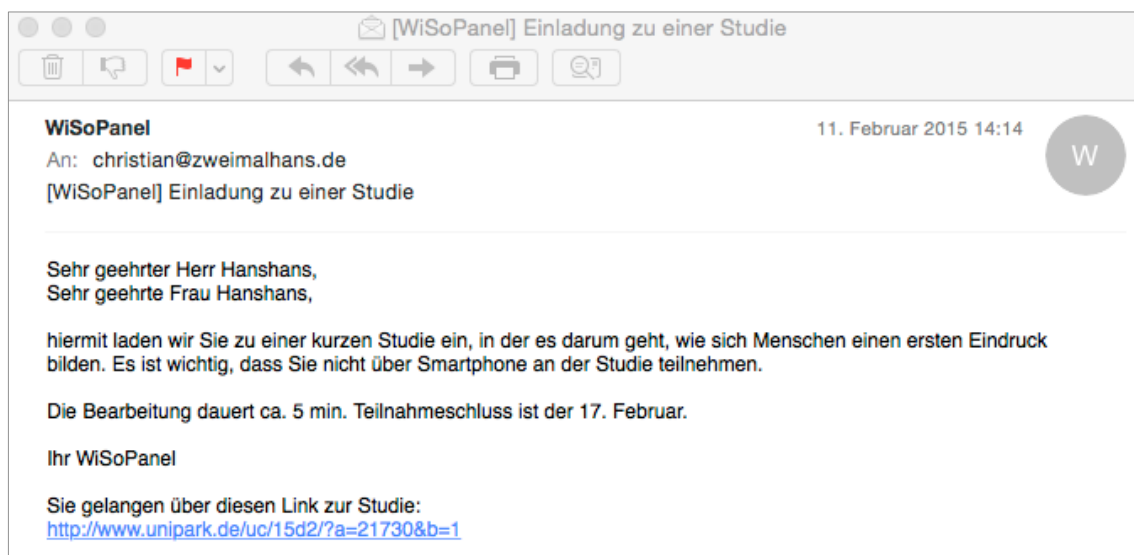 [WiSoPanel] Einladung zu einer Studie
WiSoPanel
11. Februar 2015 14:14
W
An: christian@zweimalhans.de
[WiSoPanel] Einladung zu einer Studie
Sehr geehrter Herr Hanshans,
Sehr geehrte Frau Hanshans,
hiermit laden wir Sie zu einer kurzen Studie ein, in der es darum geht, wie sich Menschen einen ersten Eindruck
bilden. Es ist wichtig, dass Sie nicht über Smartphone an der Studie teilnehmen.
Die Bearbeitung dauert ca. 5 min. Teilnahmeschluss ist der 17. Februar.
Ihr WiSoPanel
Sie gelangen über diesen Link zur Studie:
http://www.unipark.de/uc/15d2/?a=21730&b=1